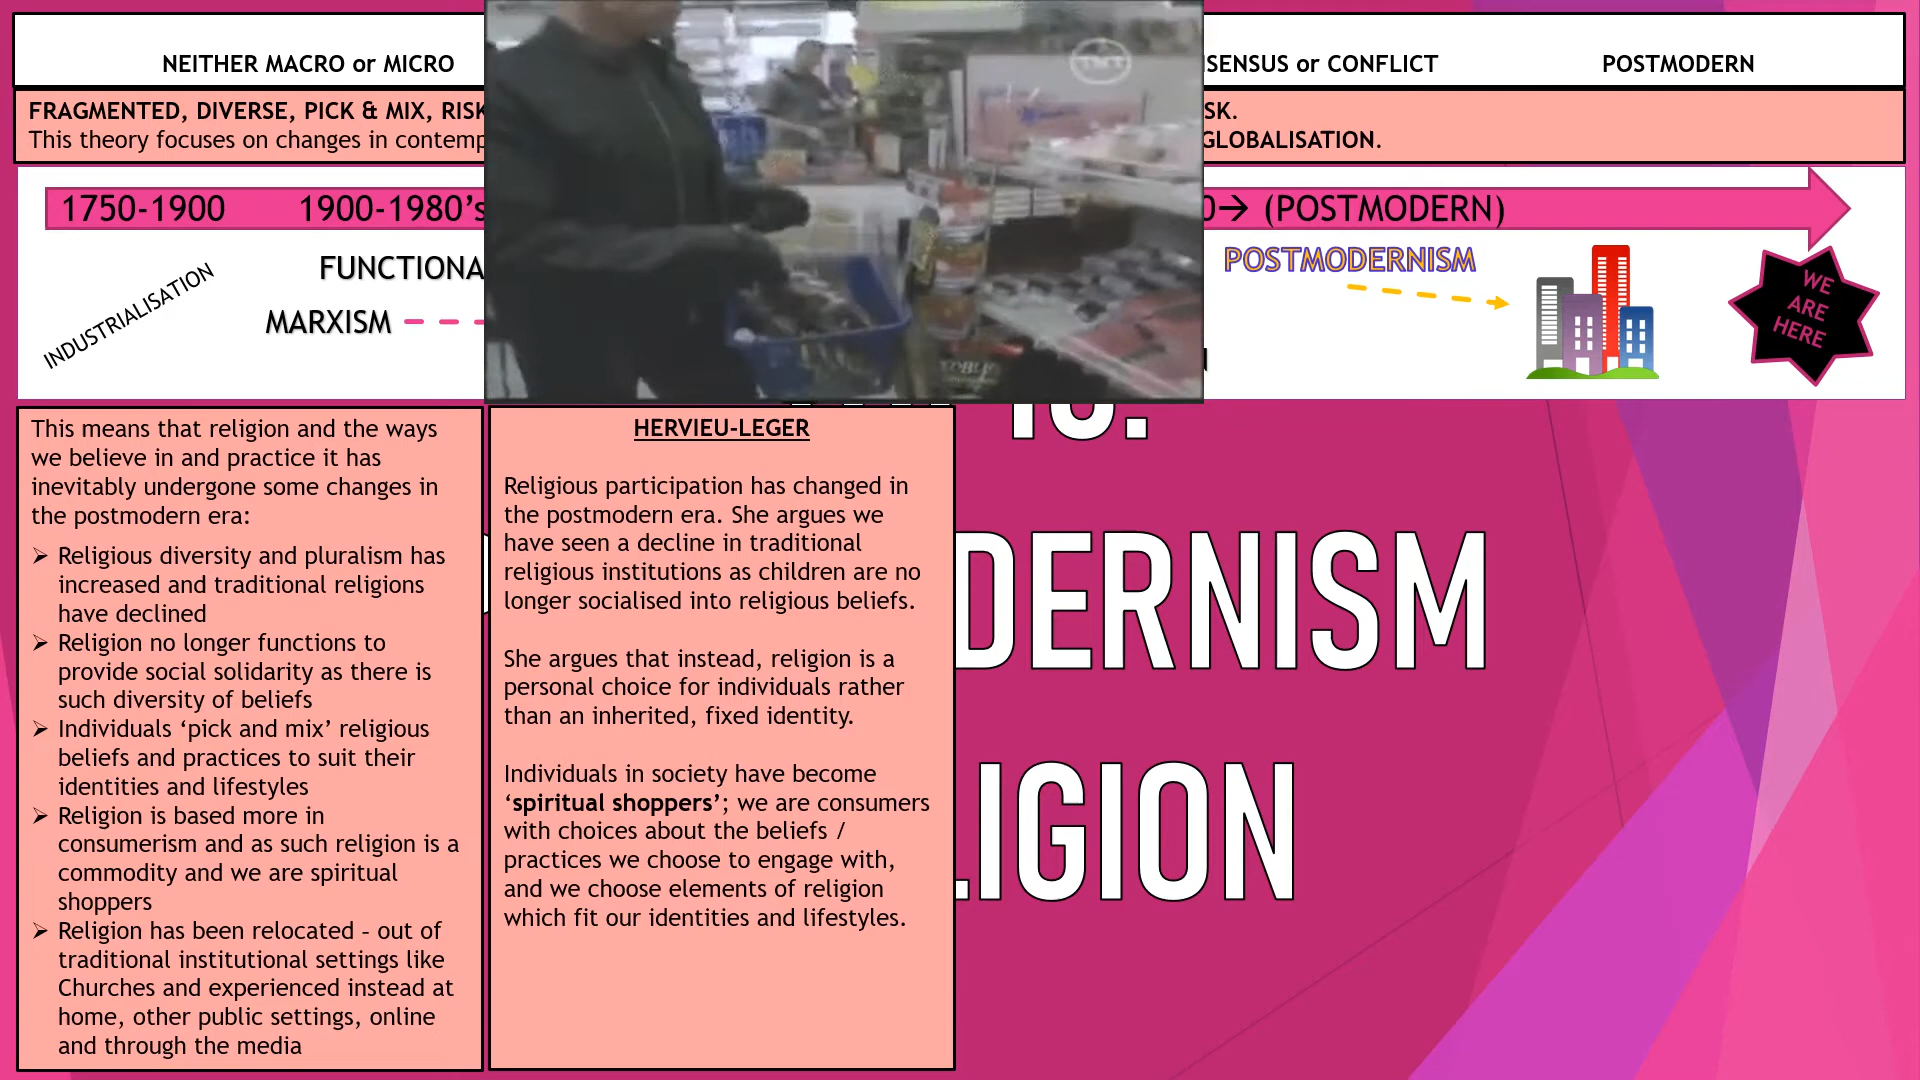 NEITHER MACRO or MICRO
SENSUS or CONFLICT
POSTMODERN
FRAGMENTED, DIVERSE, PICK & MIX, RISK
SK.
This theory focuses on changes in contemp
GLOBALISATION.
1750-1900
1900-1980's
0→ (POSTMODERN)
INDUSTRIALISATION
FUNCTIONA
MARXISM
POSTMODERNISM
WE
ARE
HERE
TNT
This means that religion and the ways
we believe in and practice it has
inevitably undergone some changes in
the postmodern era:
➢ Religious diversity and pluralism has
increased and traditional religions
have declined
➢ Religion no longer functions to
provide social solidarity as there is
such diversity of beliefs
➢ Individuals ‘pick and mix’ religious
beliefs and practices to suit their
identities and lifestyles
➢ Religion is based more in
consumerism and as such religion is a
commodity and we are spiritual
shoppers
➢ Religion has been relocated – out of
traditional institutional settings like
Churches and experienced instead at
home, other public settings, online
and through the media
HERVIEU-LEGER
Religious participation has changed in
the postmodern era. She argues we
have seen a decline in traditional
religious institutions as children are no
longer socialised into religious beliefs.
She argues that instead, religion is a
personal choice for individuals rather
than an inherited, fixed identity.
Individuals in society have become
‘spiritual shoppers’; we are consumers
with choices about the beliefs /
practices we choose to engage with,
and we choose elements of religion
which fit our identities and lifestyles.
DERNISM
LIGION